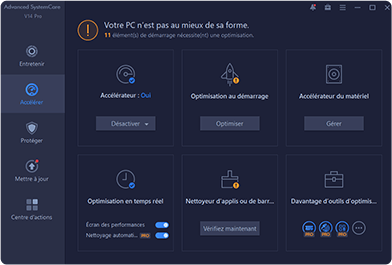 Advanced SystemCare
V14 Pro
Votre PC n'est pas au mieux de sa forme.
11 élément(s) de démarrage nécessite(nt) une optimisation.
Entretenir
Accélérer
Protéger
Mettre à jour
Centre d'actions
Accélérateur : Oui
Désactiver
Optimisation au démarrage
Optimiser
Accélérateur du matériel
Gérer
Optimisation en temps réel
Écran des performances
Nettoyage automati... PRO
Nettoyeur d'applis ou de barr...
Vérifiez maintenant
Davantage d'outils d'optimis...
PRO PRO PRO